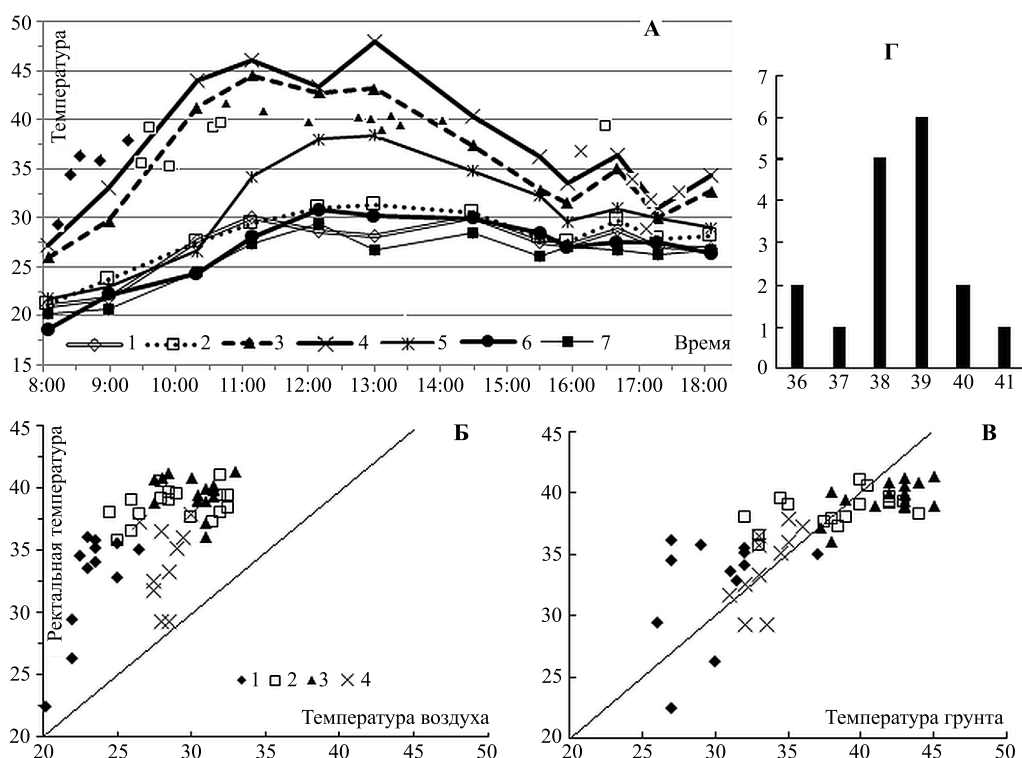 А
Температура
50
45
40
35
30
25
20
15
1 2 3 4 5 6 7
Время
8:00 9:00 10:00 11:00 12:00 13:00 14:00 15:00 16:00 17:00 18:00
Г
7
6
5
4
3
2
1
0
36 37 38 39 40 41
Б
Ректальная температура
45
40
35
30
25
20
1 2 3 4
Температура воздуха
20 25 30 35 40 45 50
В
45
40
35
30
25
20
Температура грунта
20 25 30 35 40 45 50